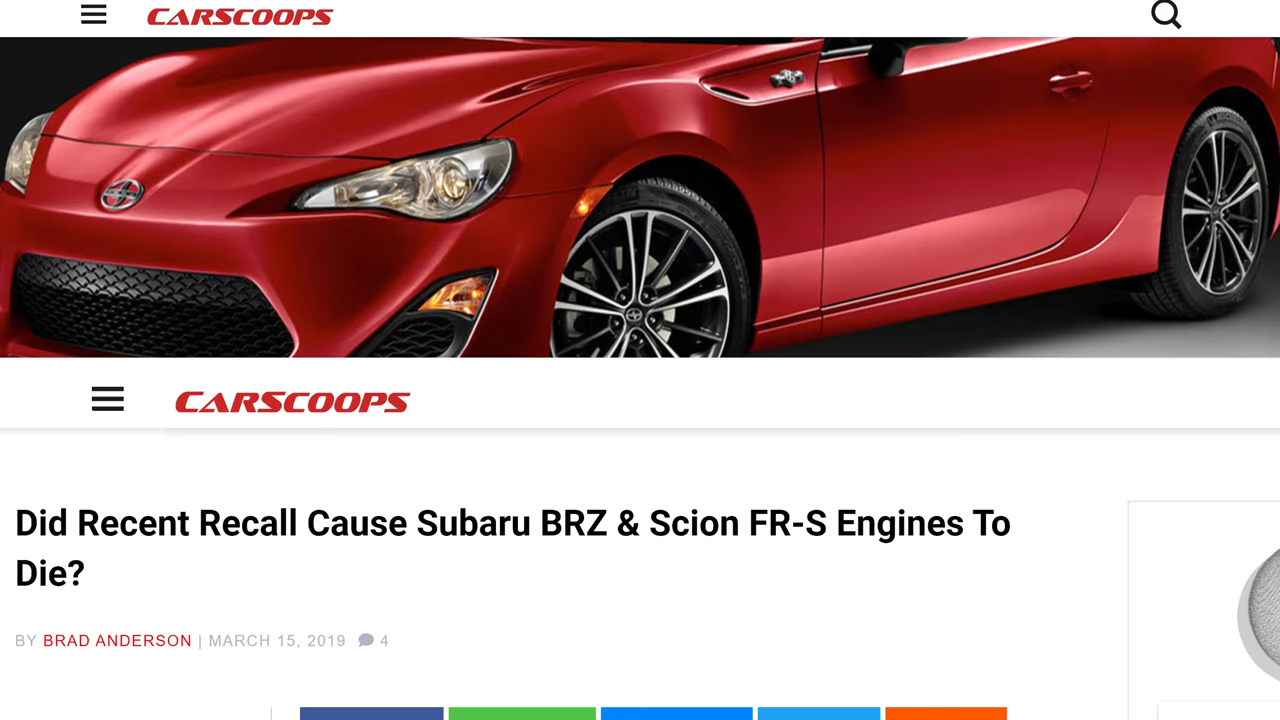 CARSCOOPS
CARSCOOPS
Did Recent Recall Cause Subaru BRZ & Scion FR-S Engines To
Die?
BY BRAD ANDERSON | MARCH 15, 2019 4